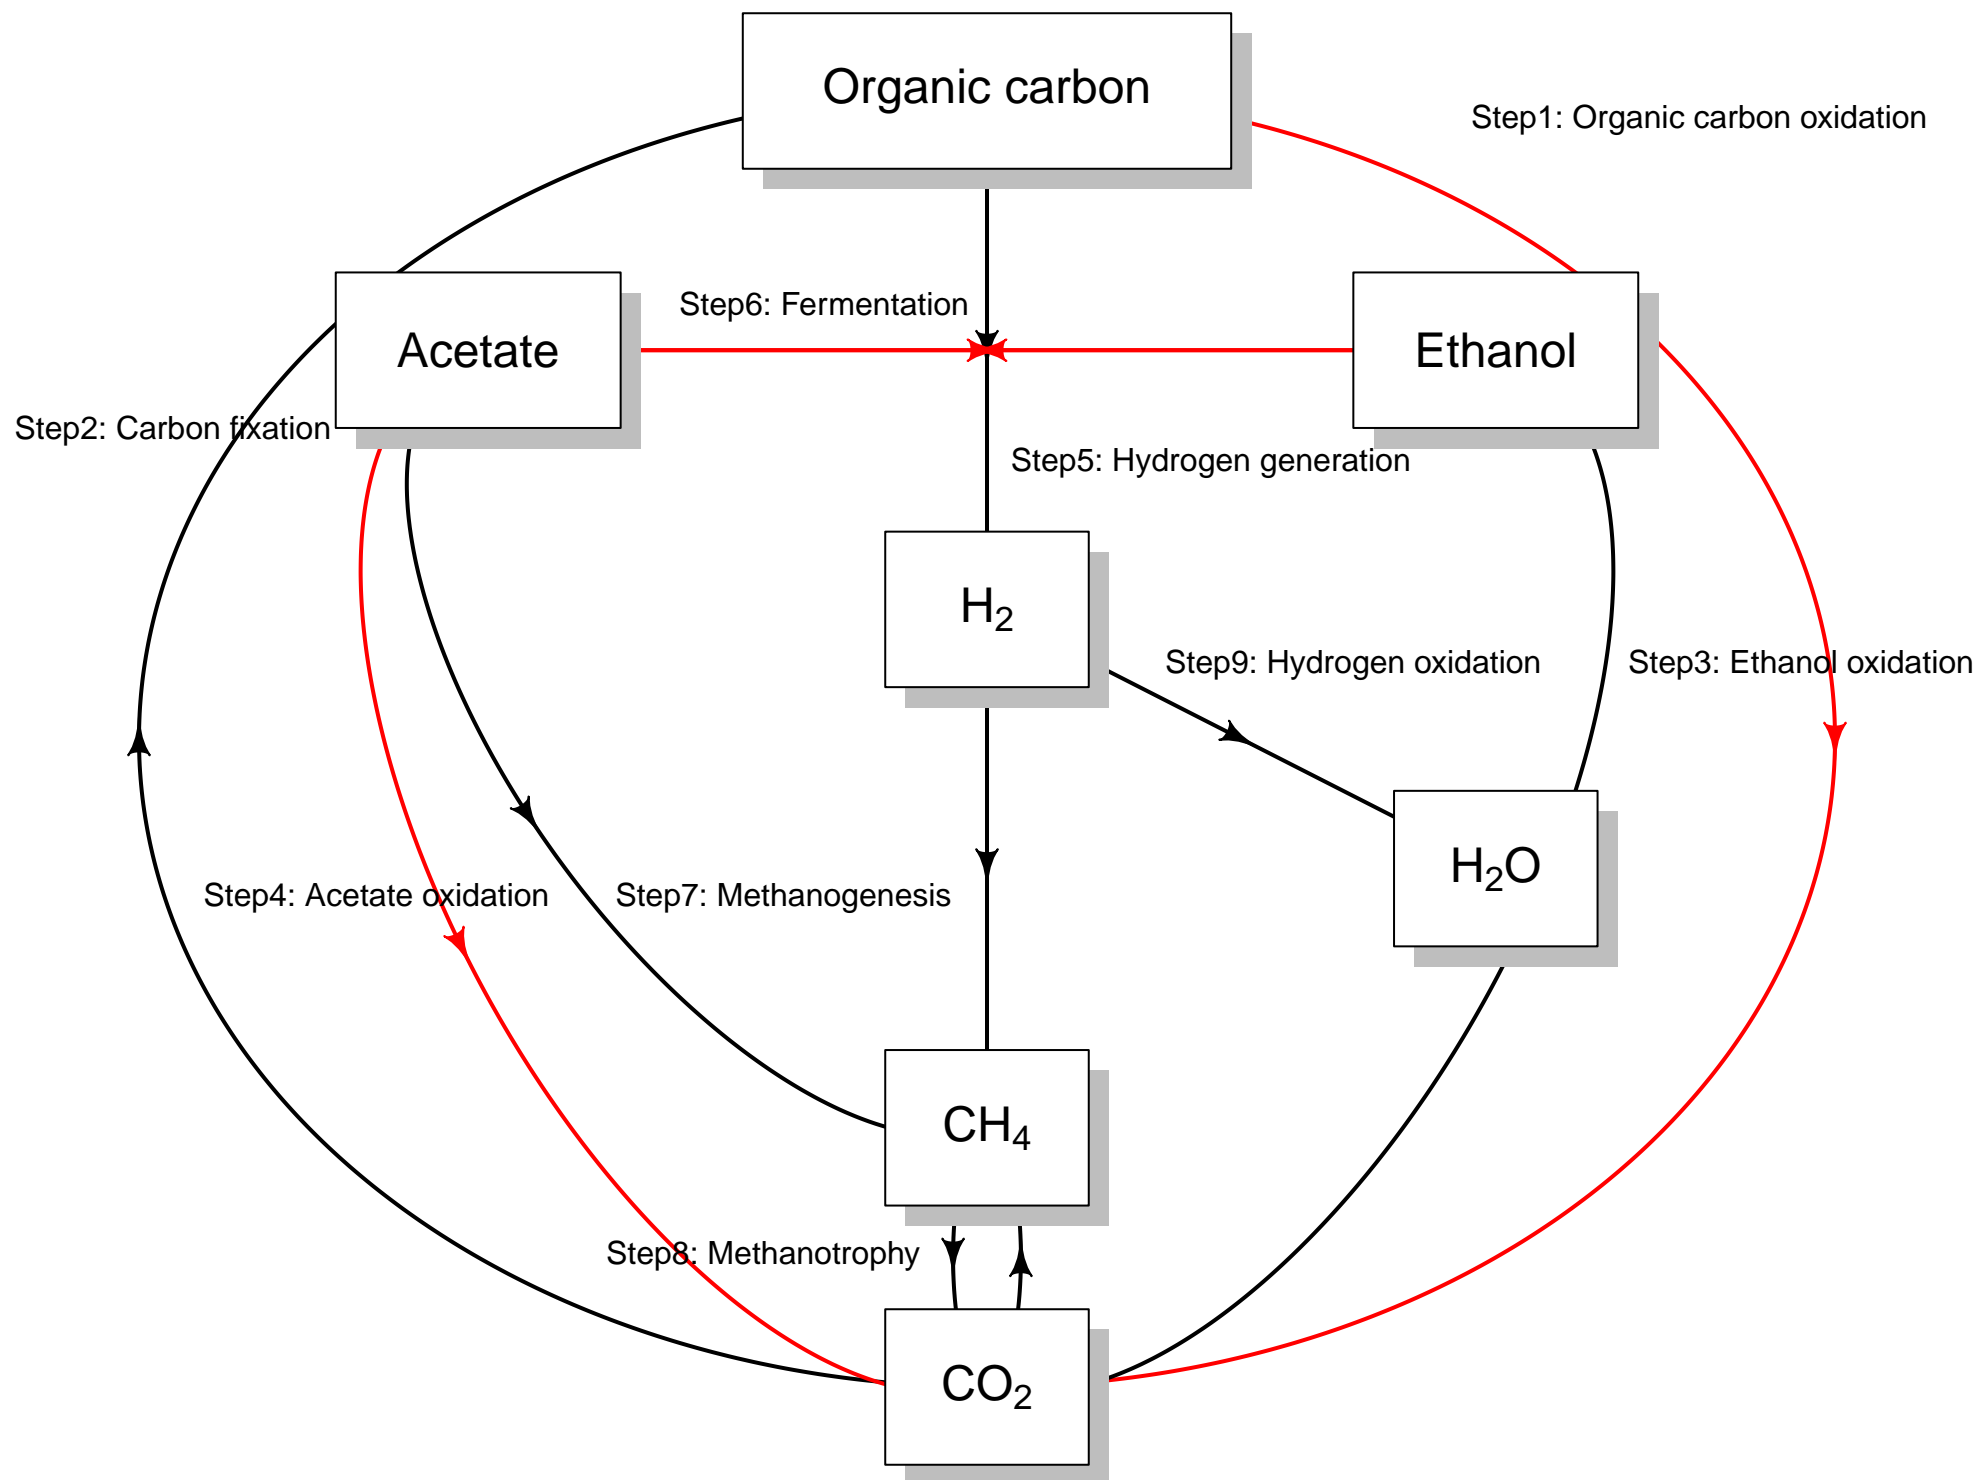 Organic carbon
Step1: Organic carbon oxidation
Step6: Fermentation
Acetate
Ethanol
Step2: Carbon fixation
Step5: Hydrogen generation
H₂
Step9: Hydrogen oxidation
Step3: Ethanol oxidation
H₂O
Step4: Acetate oxidation
Step7: Methanogenesis
CH₄
Step8: Methanotrophy
CO₂